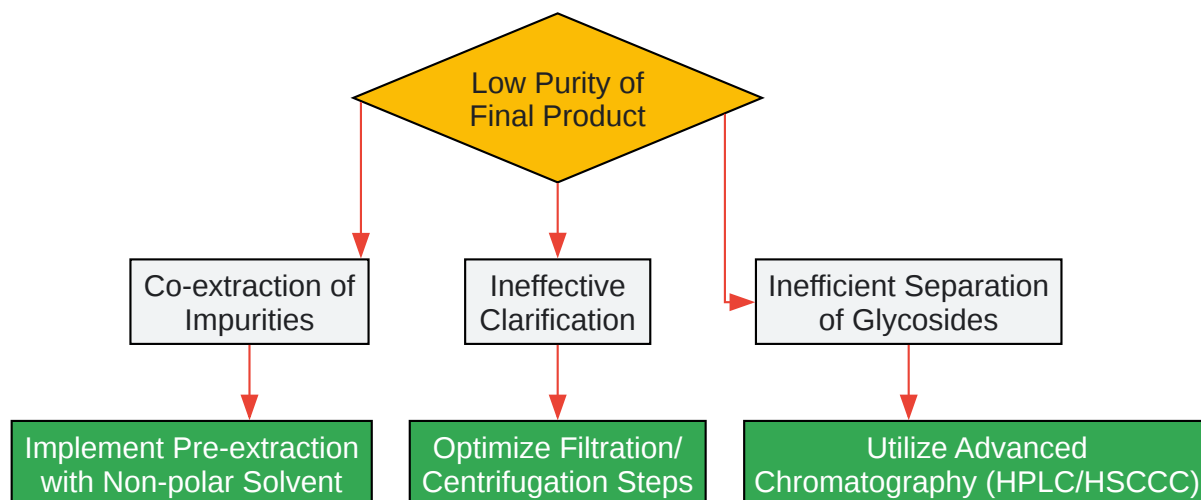 Low Purity of
Final Product
Co-extraction of
Impurities
Ineffective
Clarification
Inefficient Separation
of Glycosides
Implement Pre-extraction
with Non-polar Solvent
Optimize Filtration/
Centrifugation Steps
Utilize Advanced
Chromatography (HPLC/HSCCC)